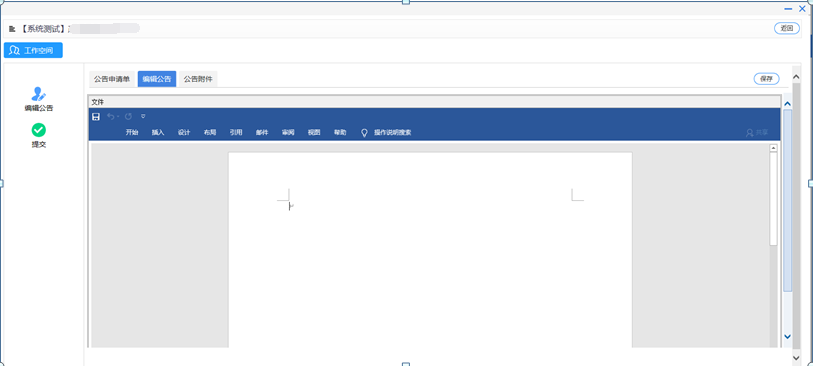 【系统测试】
返回
工作空间
公告申请单 编辑公告 公告附件 保存
编辑公告
提交
文件
开始 插入 设计 布局 引用 邮件 审阅 视图 帮助 操作说明搜索 共享